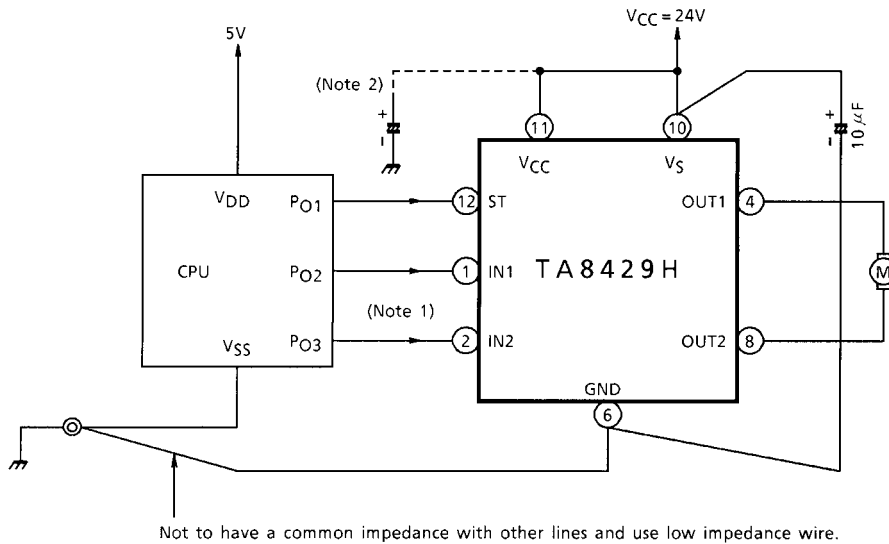 VCC = 24V
5V
(Note 2)
+
-
11
10
+
-
10 μF
VCC
VS
VDD
PO1
12
ST
OUT1
4
CPU
PO2
1
IN1
TA8429H
M
(Note 1)
VSS
PO3
2
IN2
OUT2
8
GND
6
Not to have a common impedance with other lines and use low impedance wire.